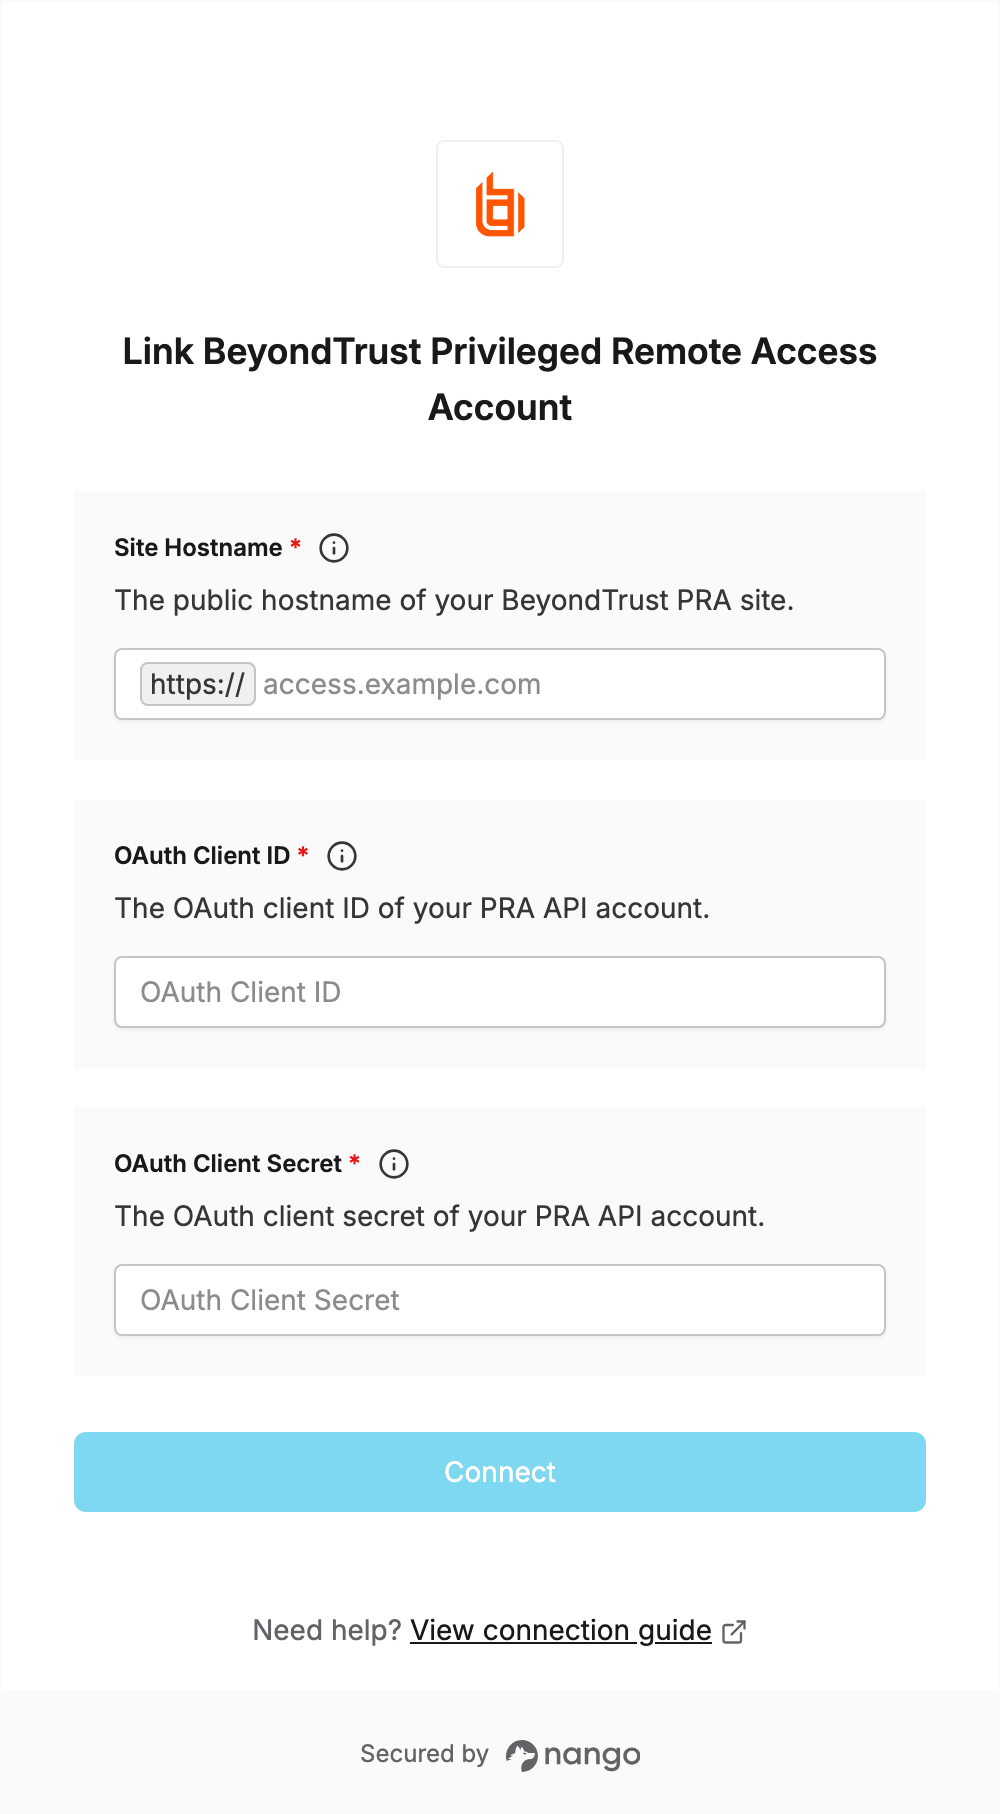 Link BeyondTrust Privileged Remote Access
Account
Site Hostname *
The public hostname of your BeyondTrust PRA site.
https:// access.example.com
OAuth Client ID *
The OAuth client ID of your PRA API account.
OAuth Client ID
OAuth Client Secret *
The OAuth client secret of your PRA API account.
OAuth Client Secret
Connect
Need help? View connection guide
Secured by nango